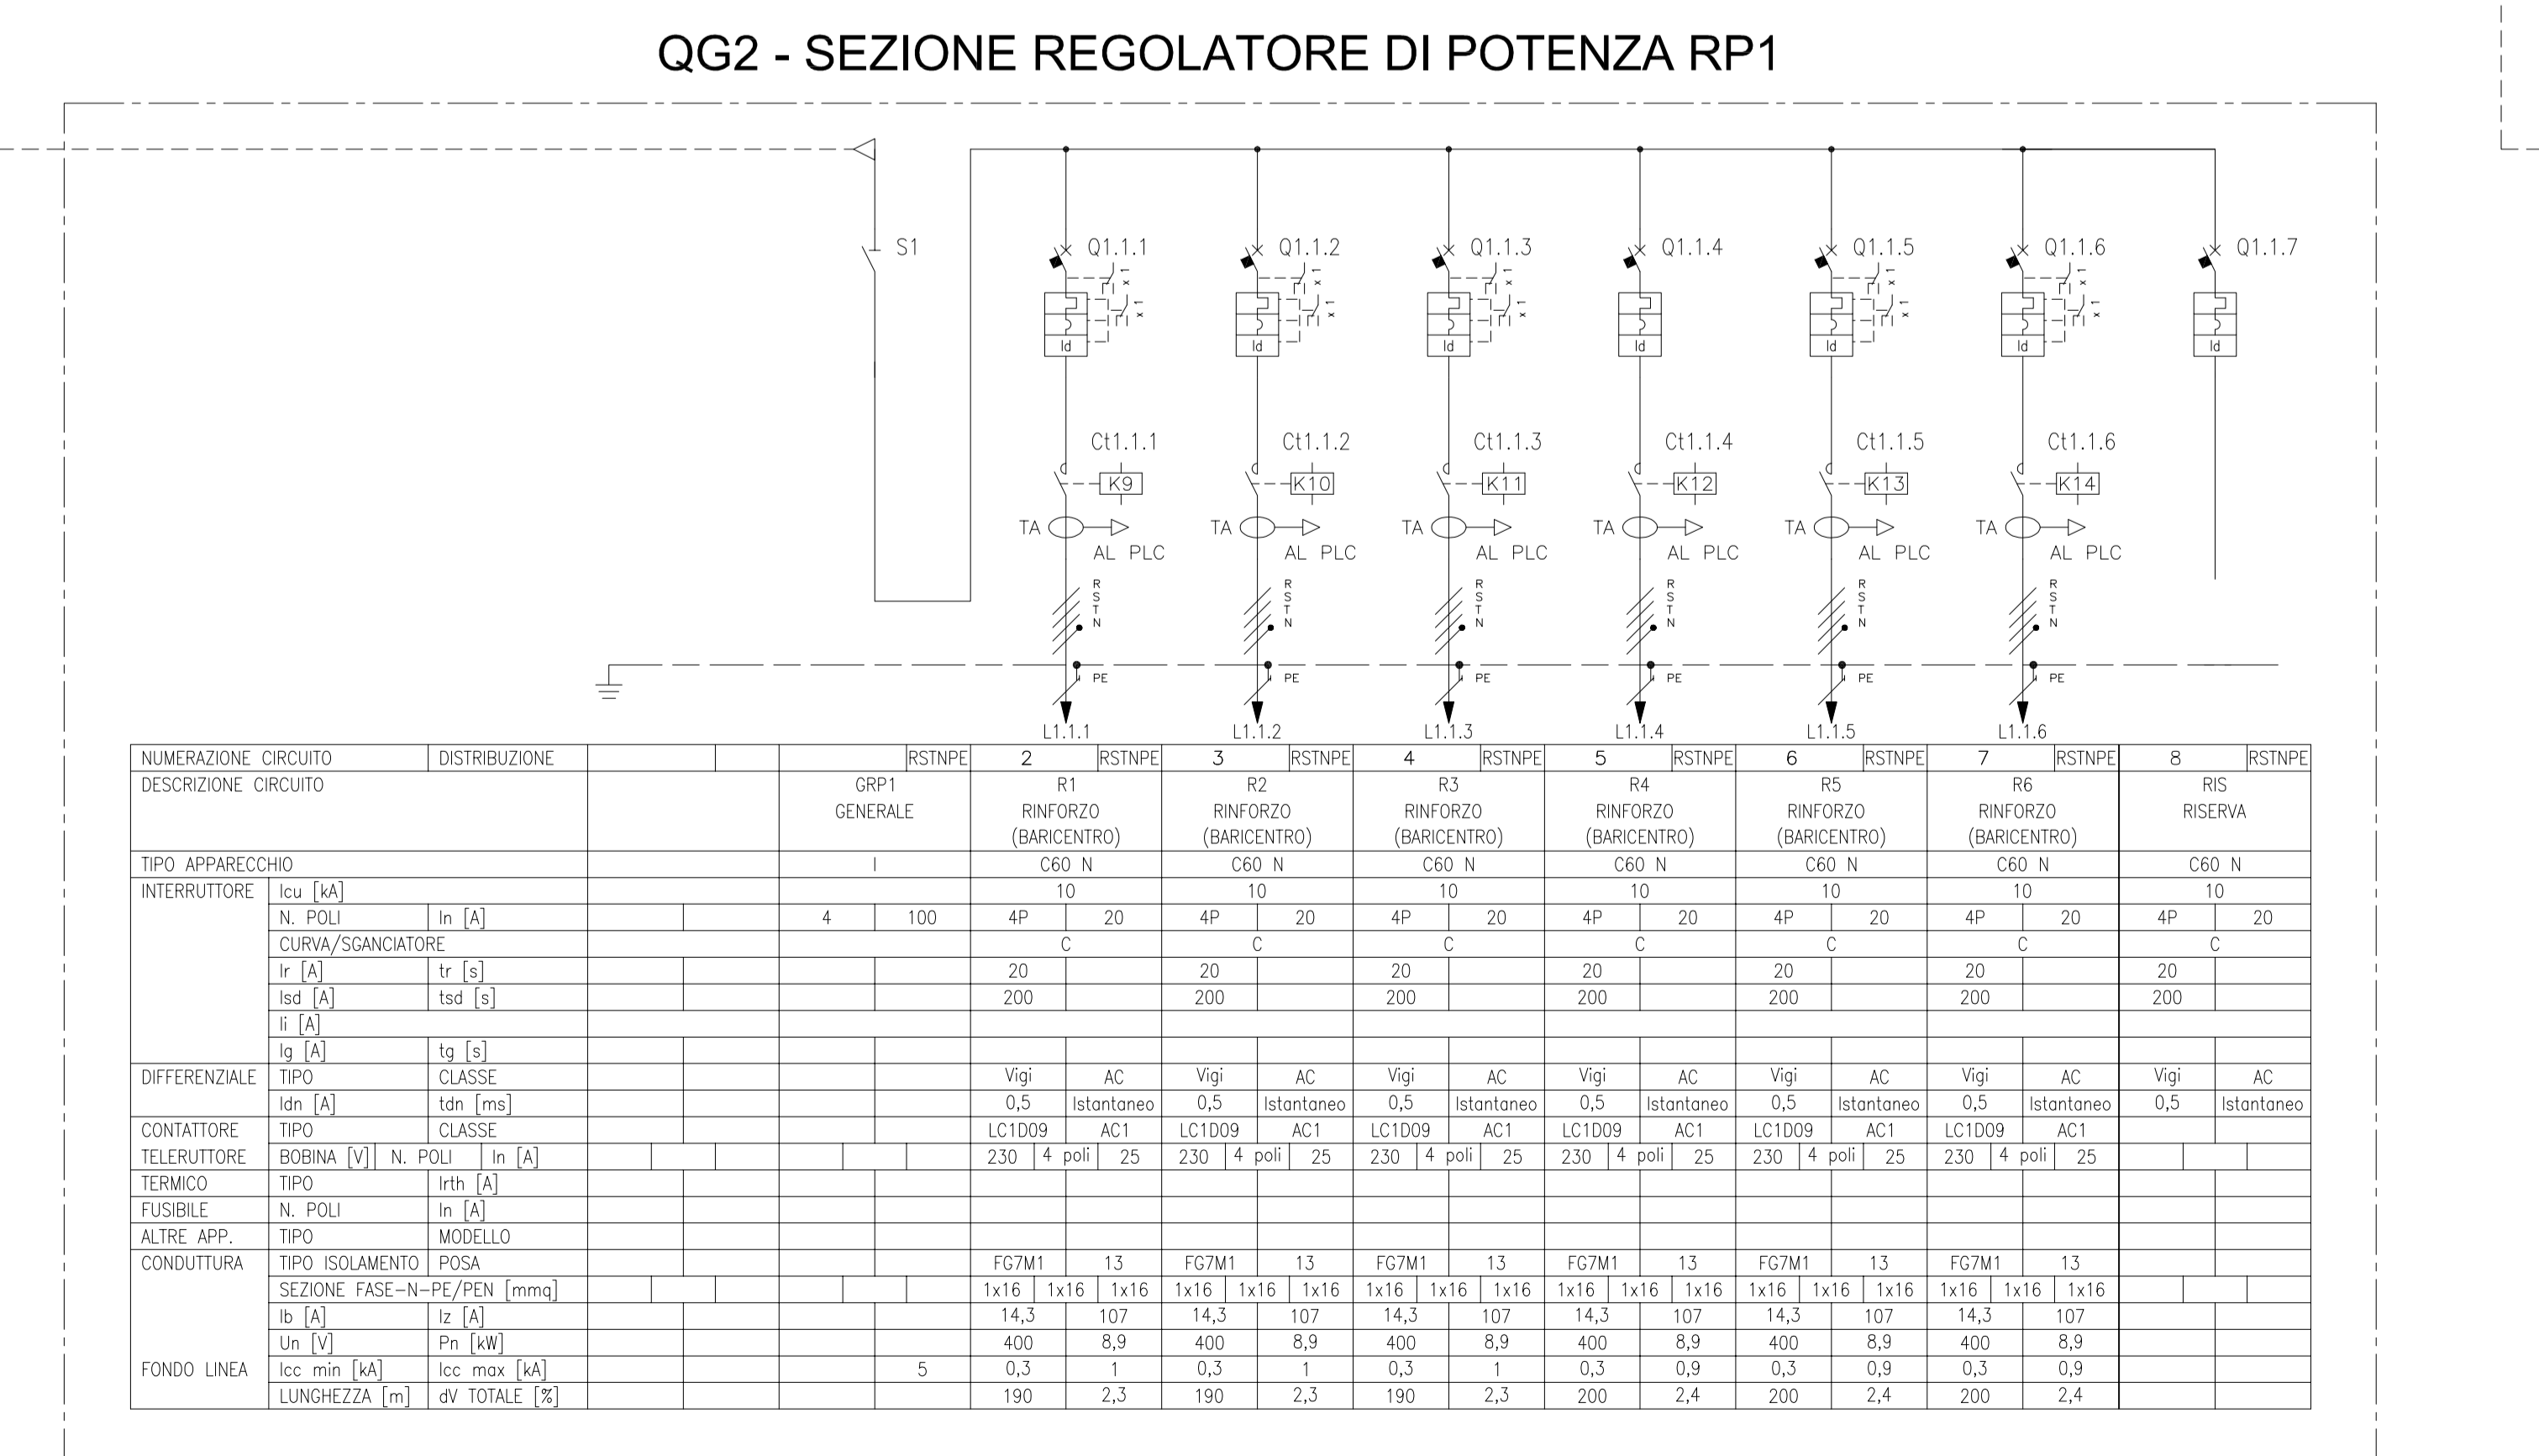 QG2 - SEZIONE REGOLATORE DI POTENZA RP1
S1 Q1.1.1 Q1.1.2 Q1.1.3 Q1.1.4 Q1.1.5 Q1.1.6 Q1.1.7
x1 x1 x1 x1 x1
x1 x1 x1 x1 x1
Id Id Id Id Id Id Id
Ct1.1.1 Ct1.1.2 Ct1.1.3 Ct1.1.4 Ct1.1.5 Ct1.1.6
K9 K10 K11 K12 K13 K14
TA TA TA TA TA TA
AL PLC AL PLC AL PLC AL PLC AL PLC AL PLC
R R R R R R
S S S S S S
T T T T T T
N N N N N N
PE PE PE PE PE PE
L1.1.1 L1.1.2 L1.1.3 L1.1.4 L1.1.5 L1.1.6
NUMERAZIONE CIRCUITO DISTRIBUZIONE RSTNPE 2 RSTNPE 3 RSTNPE 4 RSTNPE 5 RSTNPE 6 RSTNPE 7 RSTNPE 8 RSTNPE
DESCRIZIONE CIRCUITO GRP1 R1 R2 R3 R4 R5 R6 RIS
GENERALE RINFORZO RINFORZO RINFORZO RINFORZO RINFORZO RINFORZO RISERVA
(BARICENTRO) (BARICENTRO) (BARICENTRO) (BARICENTRO) (BARICENTRO) (BARICENTRO)
TIPO APPARECCHIO I C60 N C60 N C60 N C60 N C60 N C60 N C60 N
INTERRUTTORE Icu [kA] 10 10 10 10 10 10 10
N. POLI In [A] 4 100 4P 20 4P 20 4P 20 4P 20 4P 20 4P 20 4P 20
CURVA/SGANCIATORE C C C C C C C
Ir [A] tr [s] 20 20 20 20 20 20 20
Isd [A] tsd [s] 200 200 200 200 200 200 200
Ii [A]
Ig [A] tg [s]
DIFFERENZIALE TIPO CLASSE Vigi AC Vigi AC Vigi AC Vigi AC Vigi AC Vigi AC Vigi AC
Idn [A] tdn [ms] 0,5 Istantaneo 0,5 Istantaneo 0,5 Istantaneo 0,5 Istantaneo 0,5 Istantaneo 0,5 Istantaneo 0,5 Istantaneo
CONTATTORE TIPO CLASSE LC1D09 AC1 LC1D09 AC1 LC1D09 AC1 LC1D09 AC1 LC1D09 AC1 LC1D09 AC1
TELERUTTORE BOBINA [V] N. POLI In [A] 230 4 poli 25 230 4 poli 25 230 4 poli 25 230 4 poli 25 230 4 poli 25 230 4 poli 25
TERMICO TIPO Irth [A]
FUSIBILE N. POLI In [A]
ALTRE APP. TIPO MODELLO
CONDUTTURA TIPO ISOLAMENTO POSA FG7M1 13 FG7M1 13 FG7M1 13 FG7M1 13 FG7M1 13 FG7M1 13
SEZIONE FASE-N-PE/PEN [mmq] 1x16 1x16 1x16 1x16 1x16 1x16 1x16 1x16 1x16 1x16 1x16 1x16 1x16 1x16 1x16 1x16 1x16 1x16
Ib [A] Iz [A] 14,3 107 14,3 107 14,3 107 14,3 107 14,3 107 14,3 107
Un [V] Pn [kW] 400 8,9 400 8,9 400 8,9 400 8,9 400 8,9 400 8,9
FONDO LINEA Icc min [kA] Icc max [kA] 5 0,3 1 0,3 1 0,3 1 0,3 0,9 0,3 0,9 0,3 0,9
LUNGHEZZA [m] dV TOTALE [%] 190 2,3 190 2,3 190 2,3 200 2,4 200 2,4 200 2,4